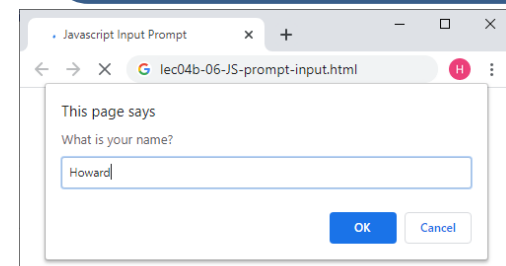 Javascript Input Prompt
lec04b-06-JS-prompt-input.html
H
This page says
What is your name?
Howard
OK Cancel